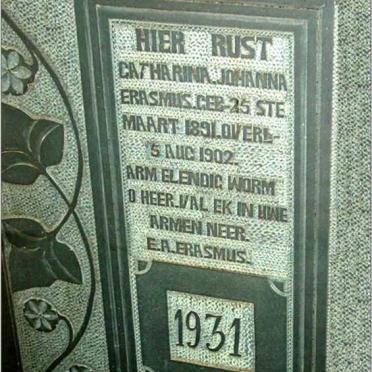 HIER RUST
CATHARINA JOHANNA
ERASMUS. GEB-25 STE
MAART 1891. OVERL-
5 AUG 1902.
ARM ELENDIG WORM
O HEER. VAL EK IN UWE
ARMEN NEER.
E.A. ERASMUS.
1931